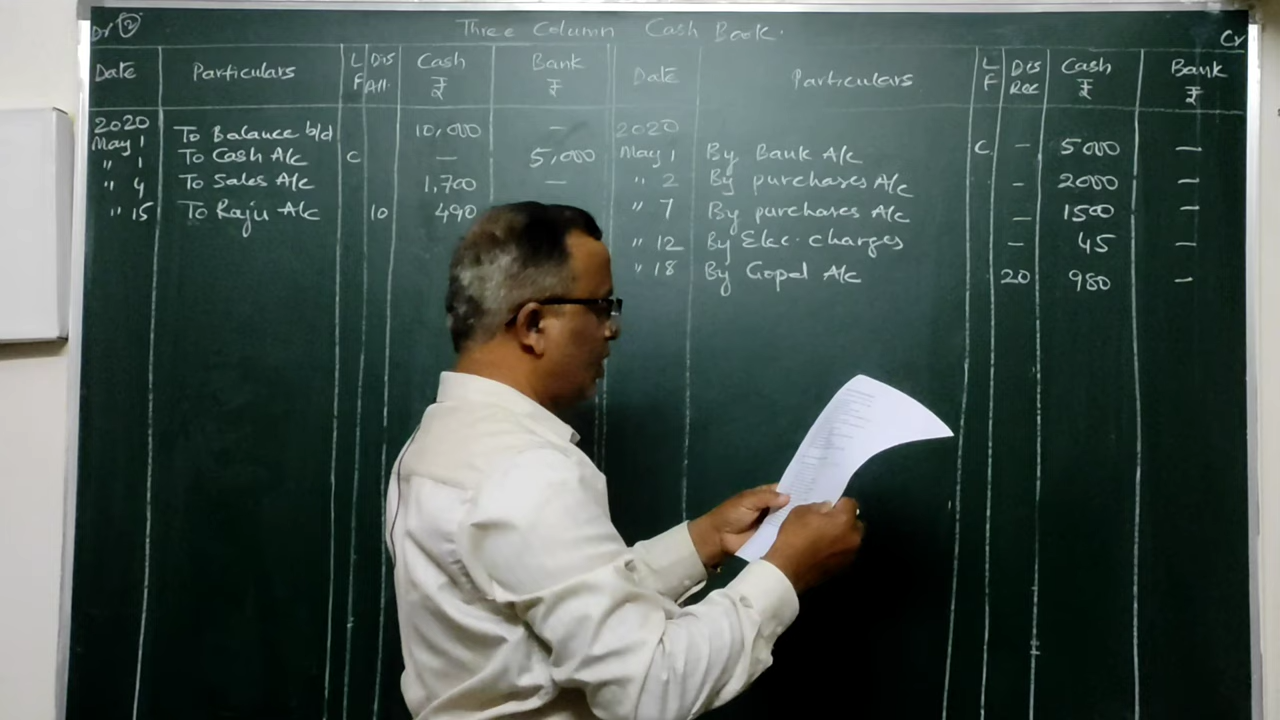 Dr ② Three Column Cash Book. Cr
Date Particulars L F Dis All. Cash ₹ Bank ₹ Date Particulars L F Dis Rec Cash ₹ Bank ₹
2020 2020
May 1 To Balance b/d 10,000 —
" 1 To Cash A/c C — 5,000 May 1 By Bank A/c C — 5000 —
" 4 To Sales A/c 1,700 — " 2 By purchases A/c — 2000 —
" 15 To Raju A/c 10 490 " 7 By purchases A/c — 1500 —
" 12 By Elec. charges — 45 —
" 18 By Gopal A/c 20 980 —